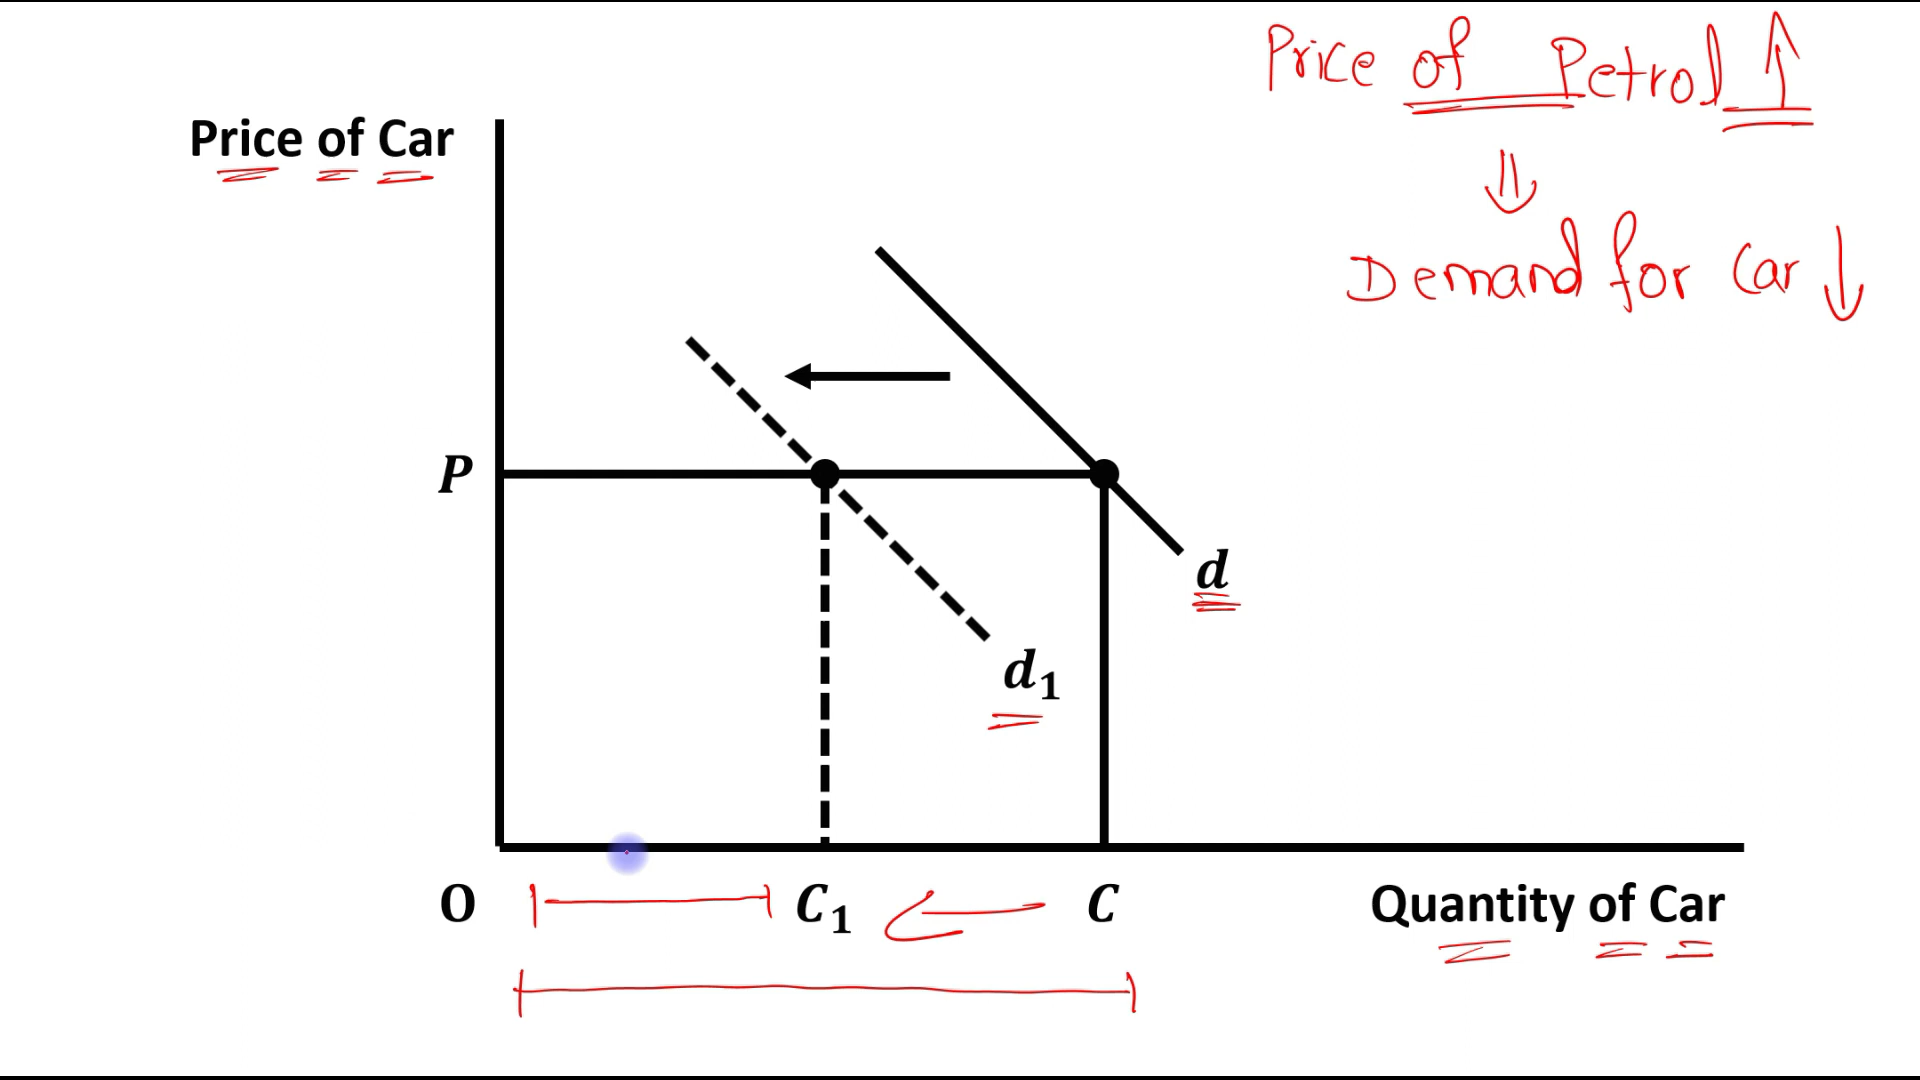 Price of Petrol ↑
⇓
Demand for Car ↓
Price of Car
P
d
d₁
O
C₁
C
Quantity of Car